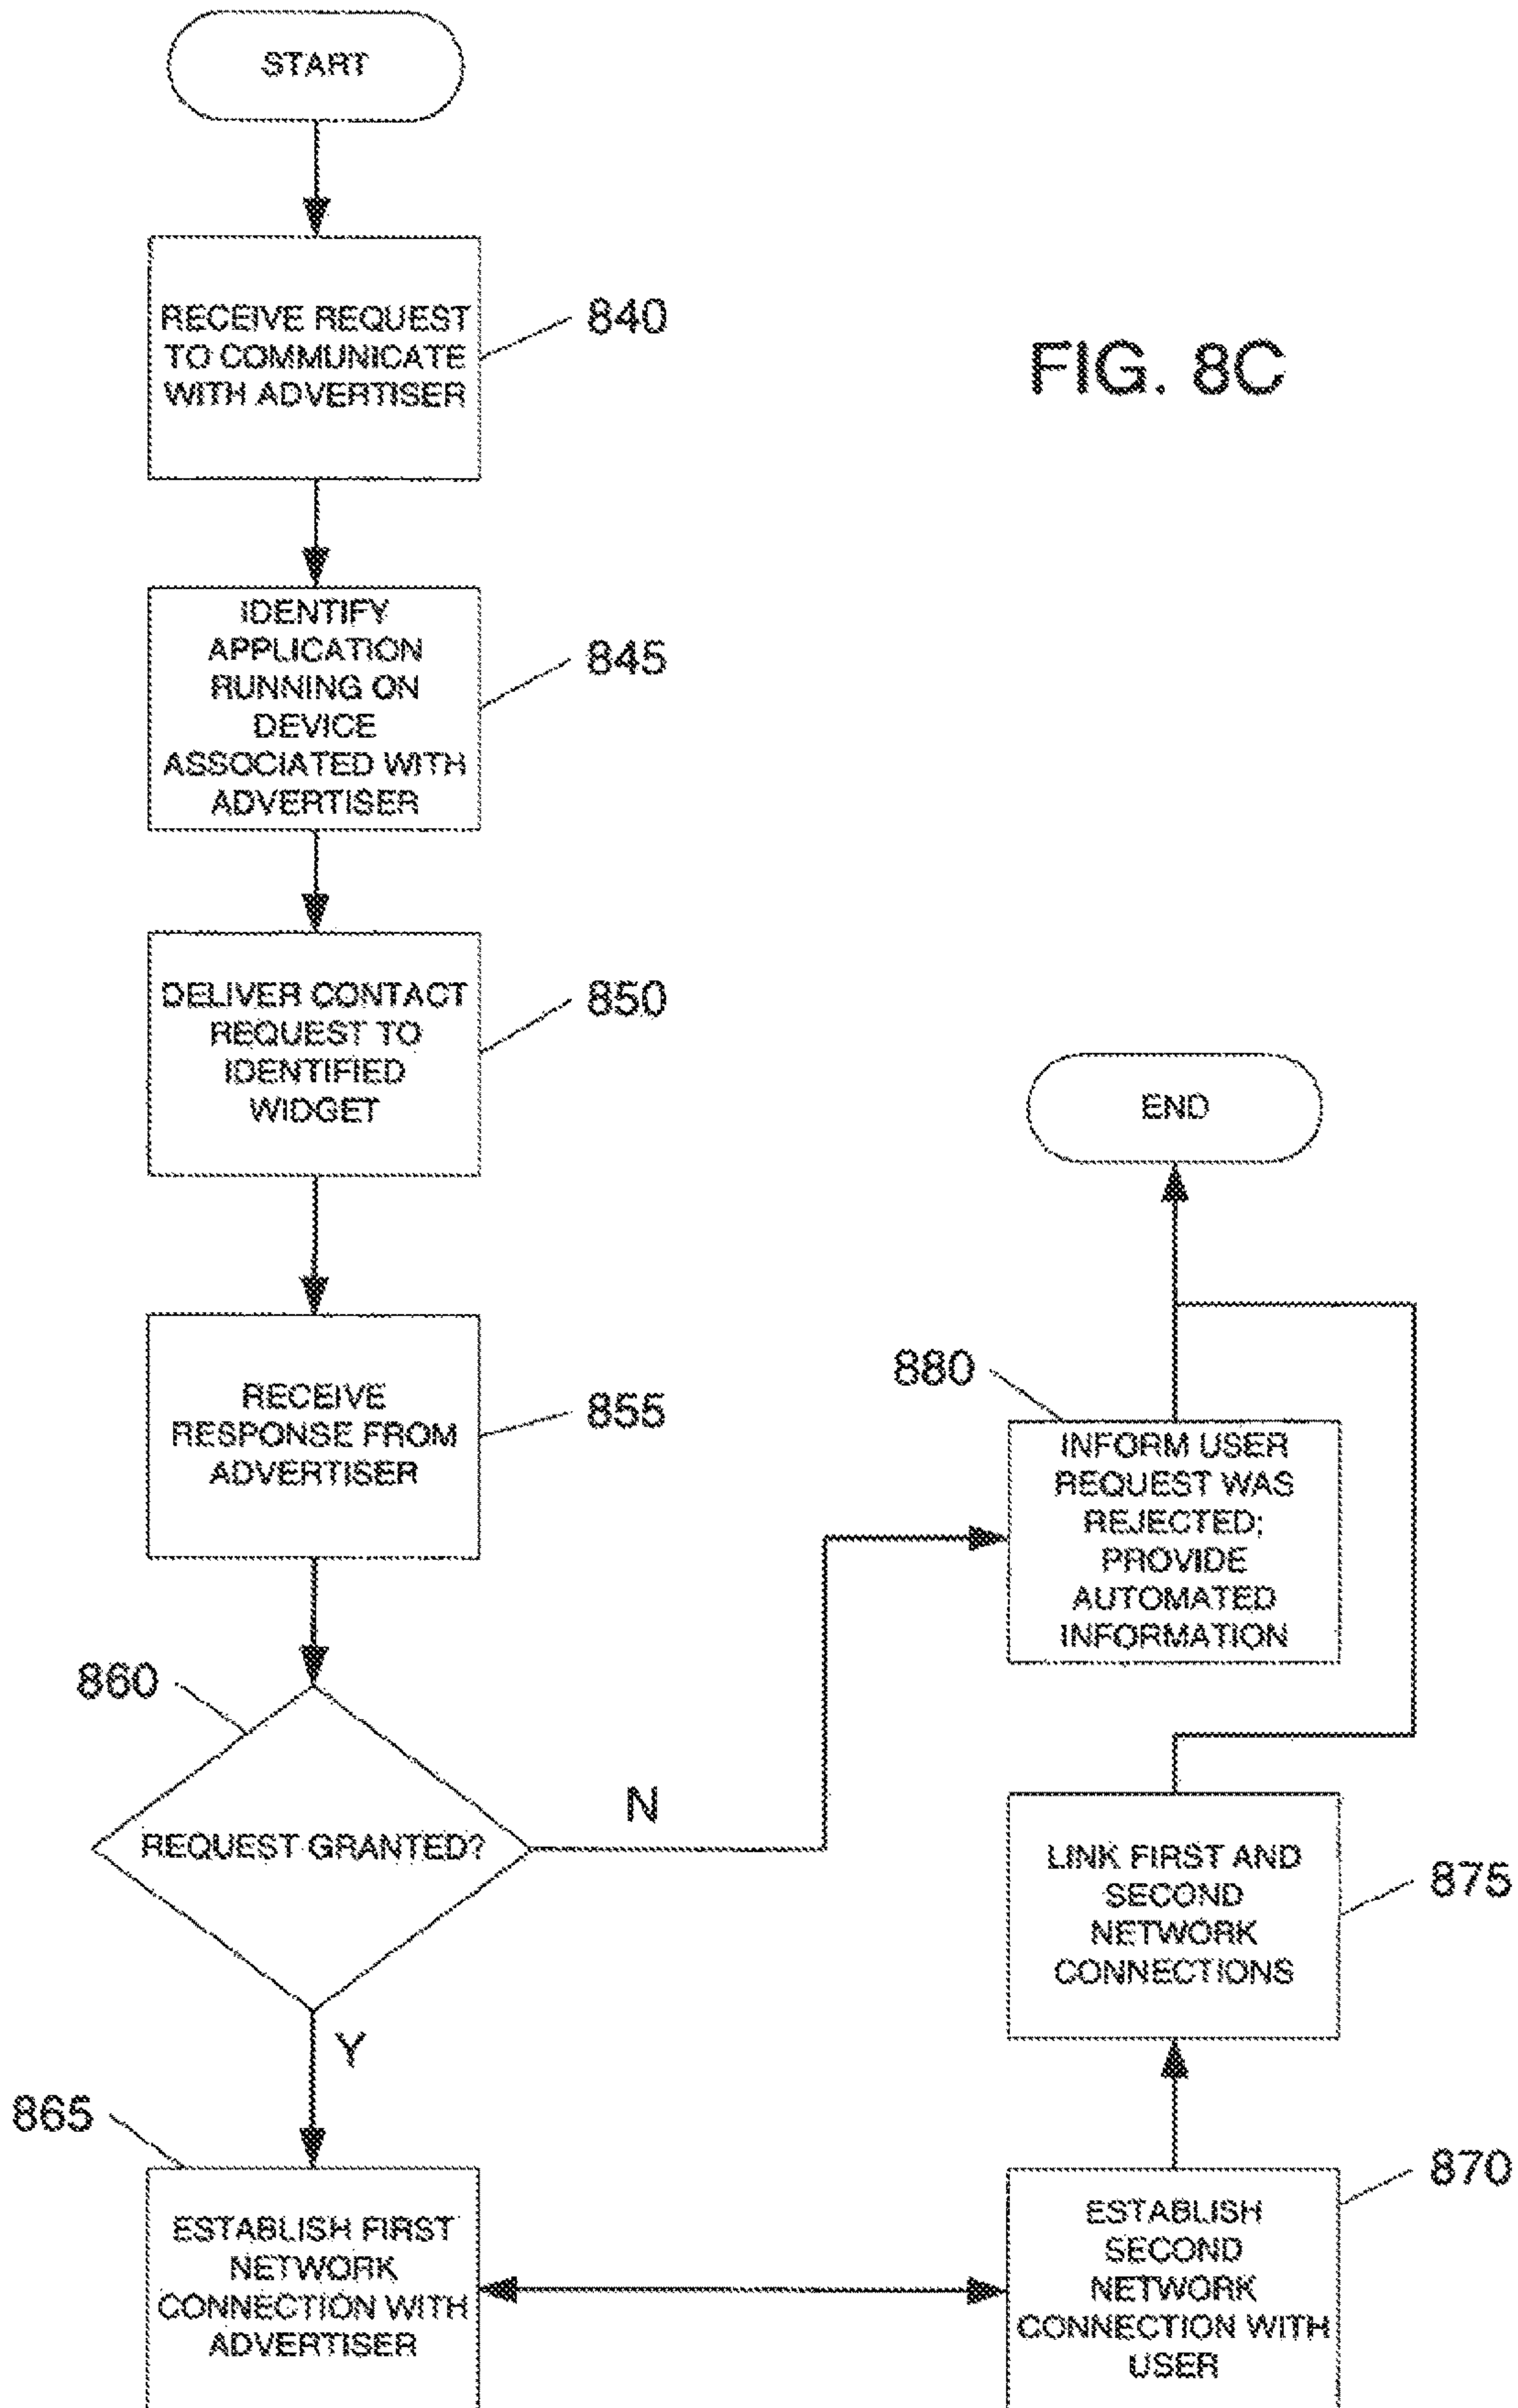 START
RECEIVE REQUEST
TO COMMUNICATE
WITH ADVERTISER
840
FIG. 8C
IDENTIFY
APPLICATION
RUNNING ON
DEVICE
ASSOCIATED WITH
ADVERTISER
845
DELIVER CONTACT
REQUEST TO
IDENTIFIED
WIDGET
850
RECEIVE
RESPONSE FROM
ADVERTISER
855
860
REQUEST GRANTED?
N
Y
865
ESTABLISH FIRST
NETWORK
CONNECTION WITH
ADVERTISER
END
880
INFORM USER
REQUEST WAS
REJECTED;
PROVIDE
AUTOMATED
INFORMATION
LINK FIRST AND
SECOND
NETWORK
CONNECTIONS
875
870
ESTABLISH
SECOND
NETWORK
CONNECTION WITH
USER